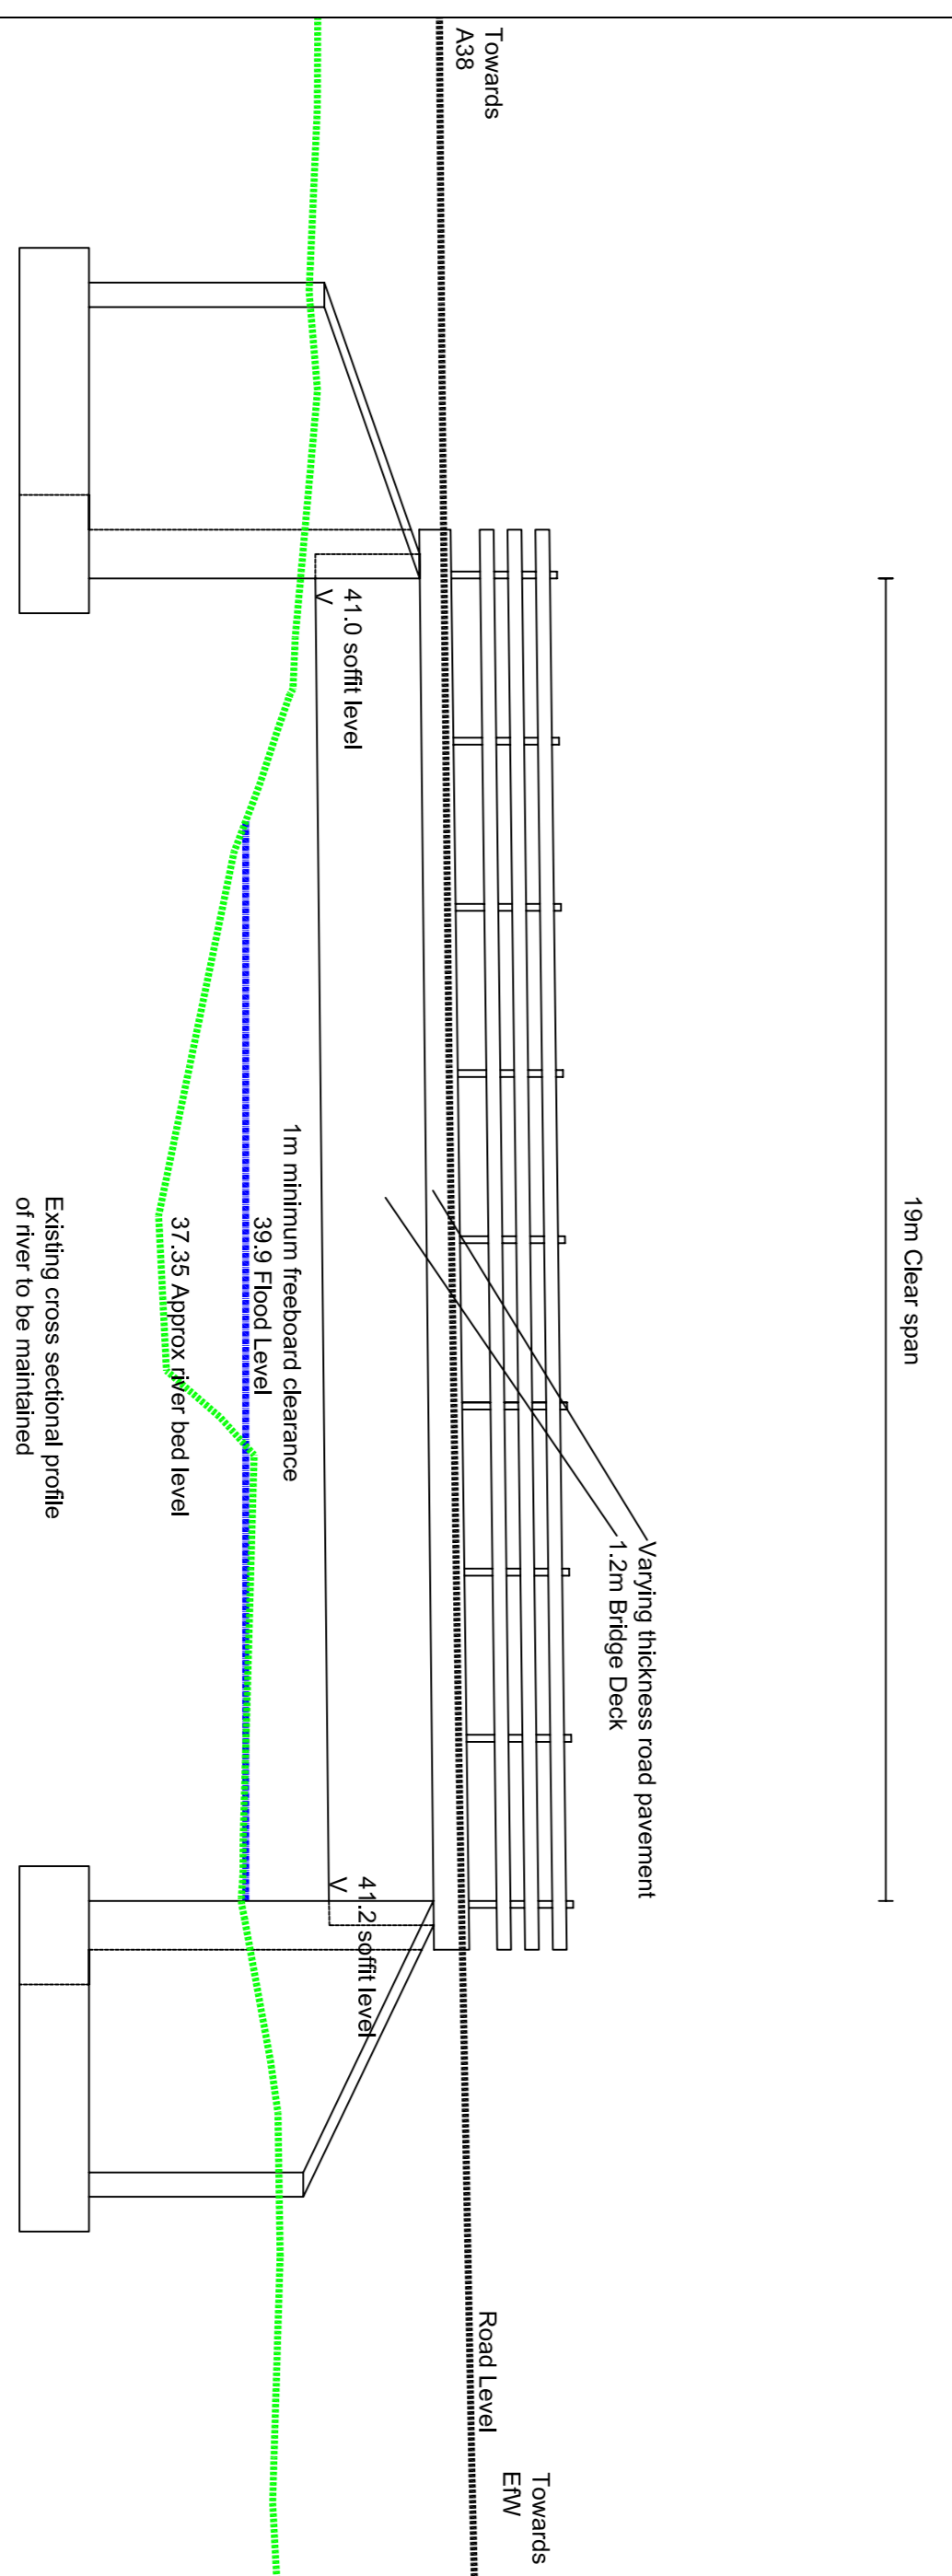 19m Clear span
Towards
A38
Varying thickness road pavement
1.2m Bridge Deck
Towards
EfW
Road Level
41.0 soffit level
V
41.2 soffit level
V
1m minimum freeboard clearance
39.9 Flood Level
37.35 Approx river bed level
Existing cross sectional profile
of river to be maintained